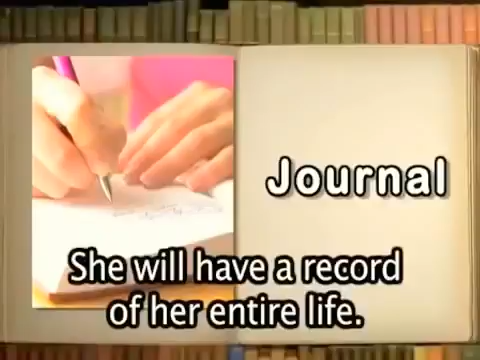 Journal
She will have a record
of her entire life.